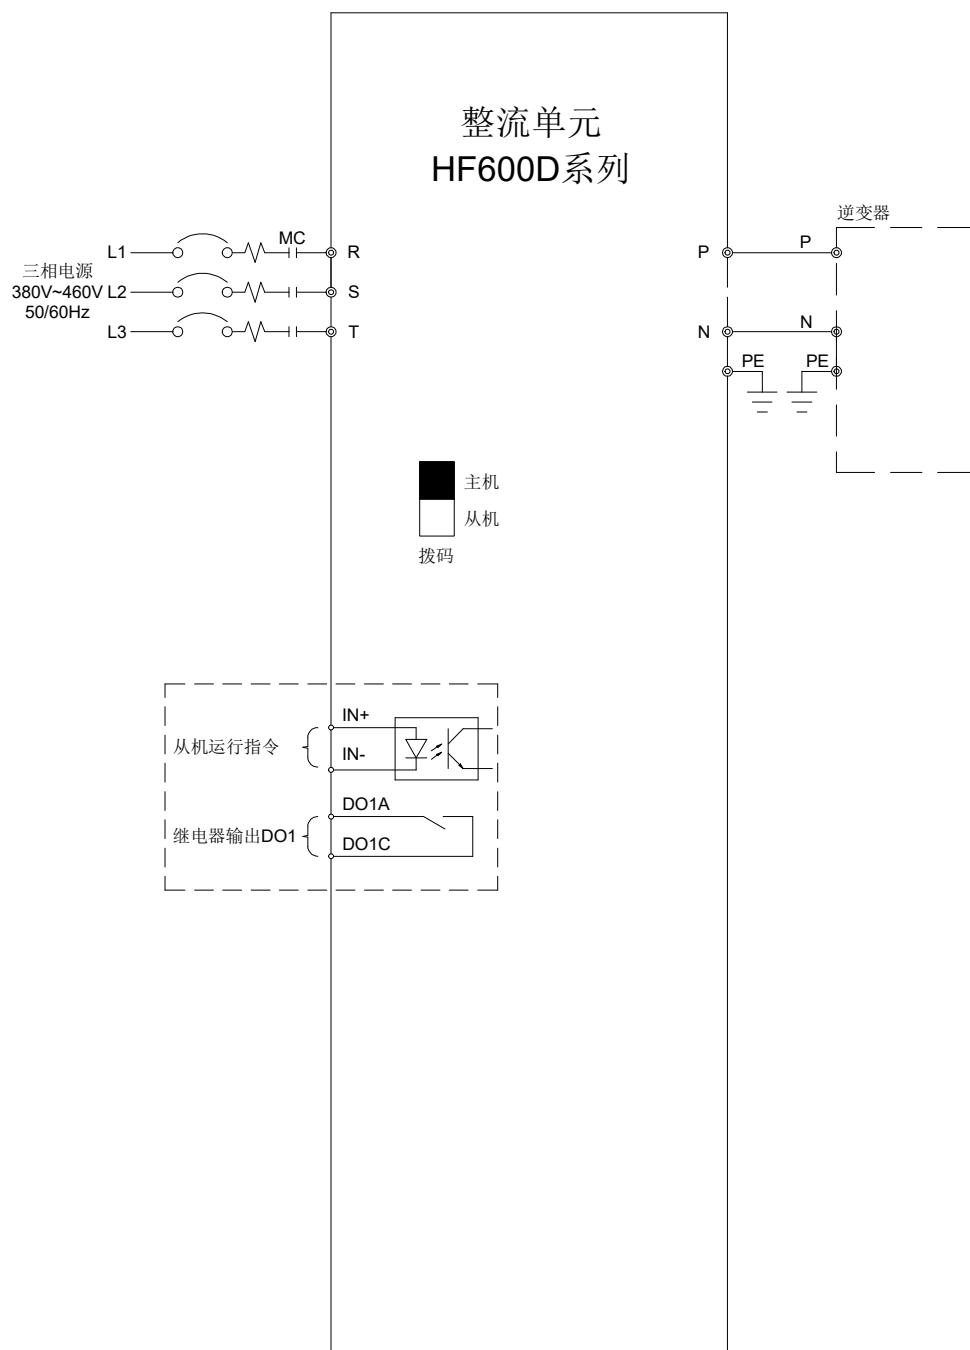 整流单元
HF600D系列
逆变器
L1
MC
R
P
P
三相电源
380V~460V
50/60Hz
L2
S
L3
T
N
N
PE
PE
主机
从机
拨码
IN+
从机运行指令
IN-
DO1A
继电器输出DO1
DO1C